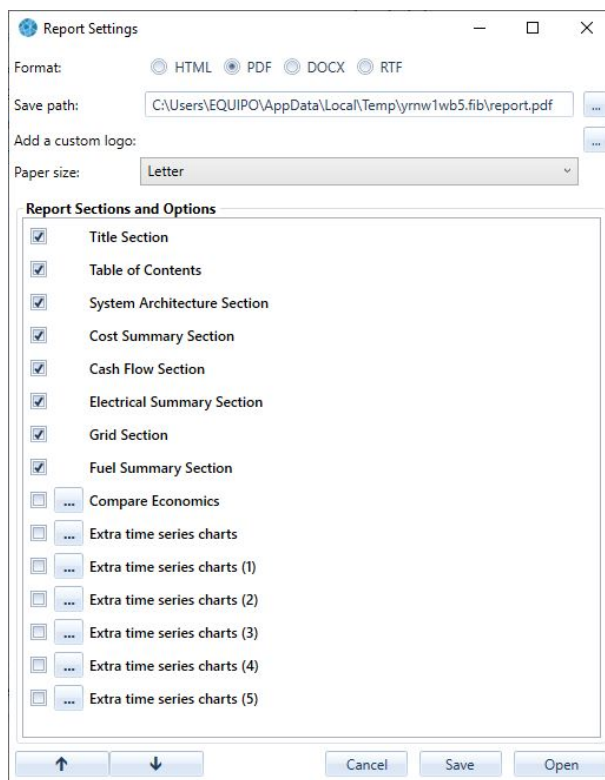 Report Settings
Format: HTML PDF DOCX RTF
Save path: C:\Users\EQUIPO\AppData\Local\Temp\yrnw1wb5.fib\report.pdf ...
Add a custom logo: ...
Paper size: Letter
Report Sections and Options
Title Section
Table of Contents
System Architecture Section
Cost Summary Section
Cash Flow Section
Electrical Summary Section
Grid Section
Fuel Summary Section
... Compare Economics
... Extra time series charts
... Extra time series charts (1)
... Extra time series charts (2)
... Extra time series charts (3)
... Extra time series charts (4)
... Extra time series charts (5)
Cancel Save Open